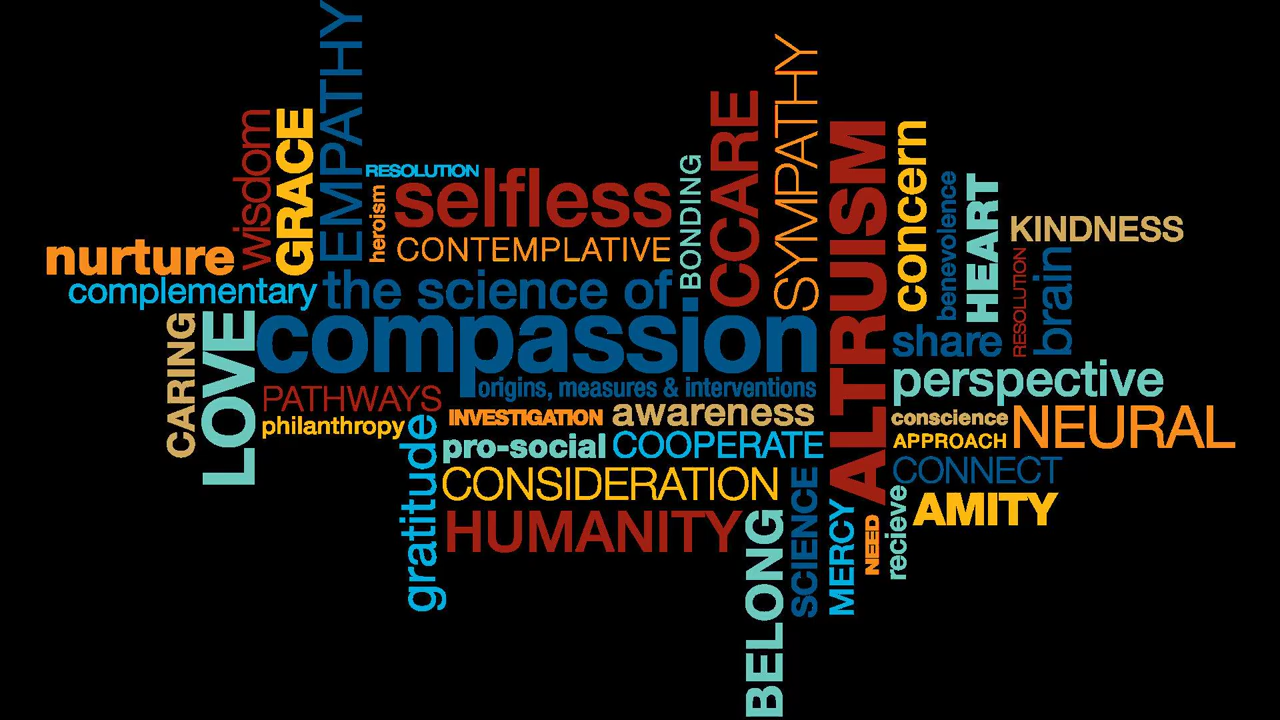 EMPATHY
wisdom
GRACE
RESOLUTION
heroism
selfless
CONTEMPLATIVE
BONDING
CCARE
SYMPATHY
ALTRUISM
concern
benevolence
HEART
KINDNESS
RESOLUTION
brain
nurture
complementary
the science of
compassion
origins, measures & interventions
share
perspective
CARING
LOVE
PATHWAYS
philanthropy
INVESTIGATION
awareness
conscience
APPROACH
NEURAL
gratitude
pro-social
COOPERATE
CONSIDERATION
HUMANITY
CONNECT
AMITY
BELONG
SCIENCE
MERCY
NEED
recieve